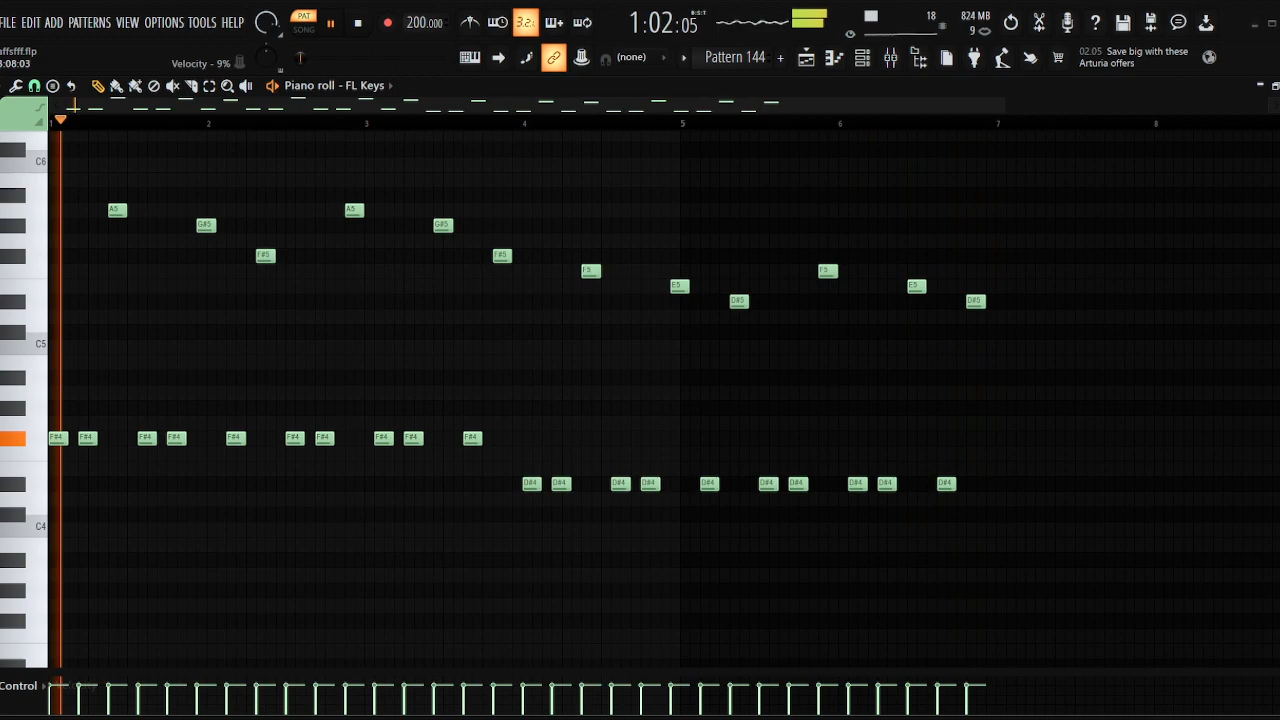 FILE EDIT ADD PATTERNS VIEW OPTIONS TOOLS HELP
PAT
SONG
200.000
3.2.
1:02:05
B:S:T
18
824 MB
9
affsfff.flp
3:08:03
Velocity - 9%
(none)
Pattern 144
02.05 Save big with these
Arturia offers
Piano roll - FL Keys
1 2 3 4 5 6 7 8
C6
A5 A5
G#5 G#5
F#5 F#5
F5 F5
E5 E5
D#5 D#5
C5
F#4 F#4 F#4 F#4 F#4 F#4 F#4 F#4 F#4 F#4
D#4 D#4 D#4 D#4 D#4 D#4 D#4 D#4 D#4 D#4
C4
Control